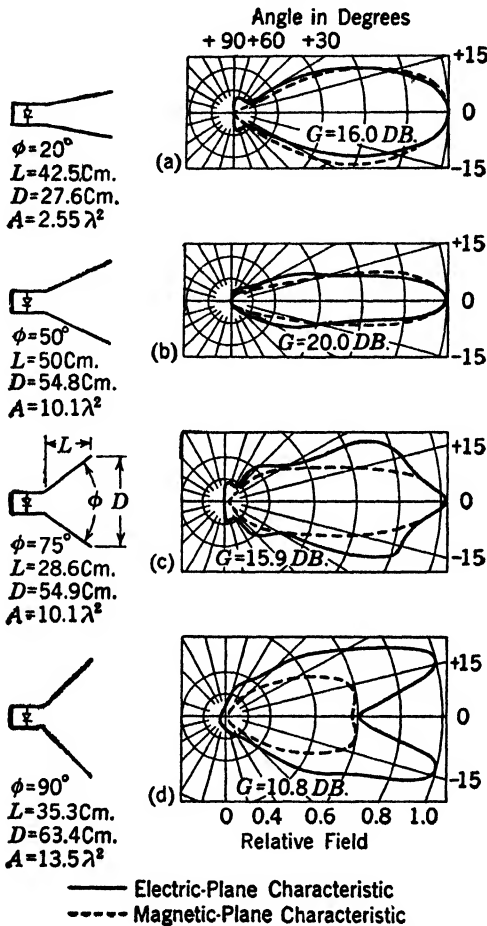 Angle in Degrees
+90+60 +30
+15
0
-15
G=16.0 DB.
(a)
φ=20°
L=42.5Cm.
D=27.6Cm.
A=2.55λ²
+15
0
-15
G=20.0 DB.
(b)
φ=50°
L=50Cm.
D=54.8Cm.
A=10.1λ²
L
φ
D
+15
0
-15
G=15.9 DB.
(c)
φ=75°
L=28.6Cm.
D=54.9Cm.
A=10.1λ²
+15
0
-15
G=10.8 DB.
(d)
φ=90°
L=35.3Cm.
D=63.4Cm.
A=13.5λ²
0 0.4 0.6 0.8 1.0
Relative Field
Electric-Plane Characteristic
Magnetic-Plane Characteristic